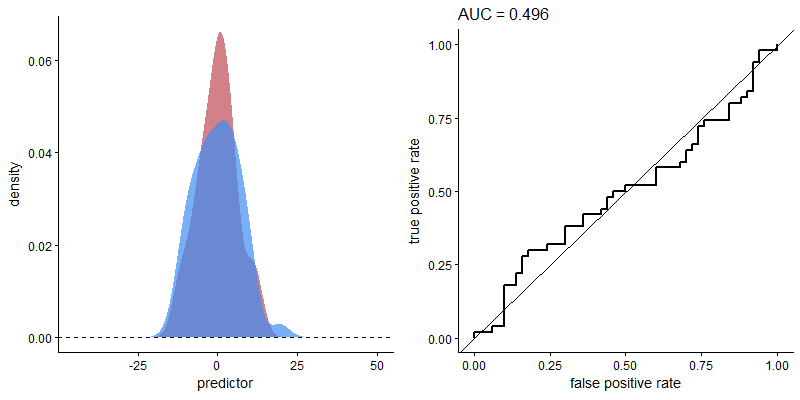 density
0.06
0.04
0.02
0.00
-25 0 25 50
predictor
AUC = 0.496
true positive rate
1.00
0.75
0.50
0.25
0.00
0.00 0.25 0.50 0.75 1.00
false positive rate